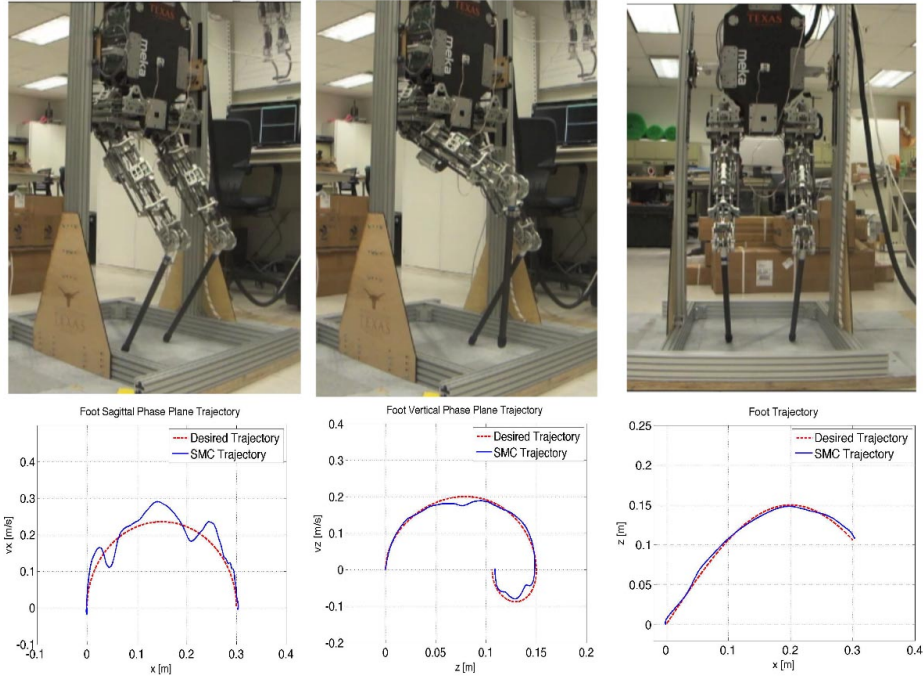 TEXAS
meka
TEXAS
meka
TEXAS
meka
TEXAS
Foot Sagittal Phase Plane Trajectory
0.4
0.3
0.2
0.1
0
-0.1
vx [m/s]
Desired Trajectory
SMC Trajectory
-0.1
0
0.1
0.2
0.3
0.4
x [m]
Foot Vertical Phase Plane Trajectory
0.4
0.3
0.2
0.1
0
-0.1
-0.2
vz [m/s]
Desired Trajectory
SMC Trajectory
0
0.05
0.1
0.15
0.2
z [m]
Foot Trajectory
0.25
0.2
0.15
0.1
0.05
0
z [m]
Desired Trajectory
SMC Trajectory
0
0.1
0.2
0.3
0.4
x [m]